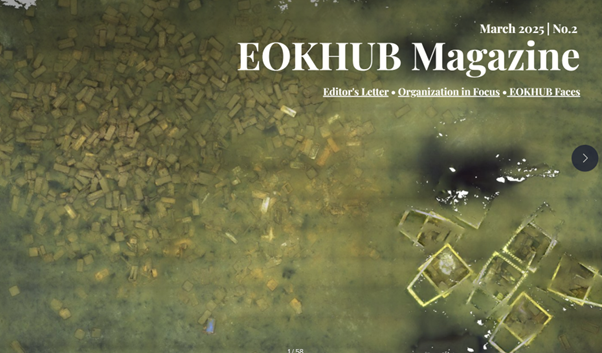 March 2025 | No.2
EOKHUB Magazine
Editor's Letter • Organization in Focus • EOKHUB Faces
1 / 58